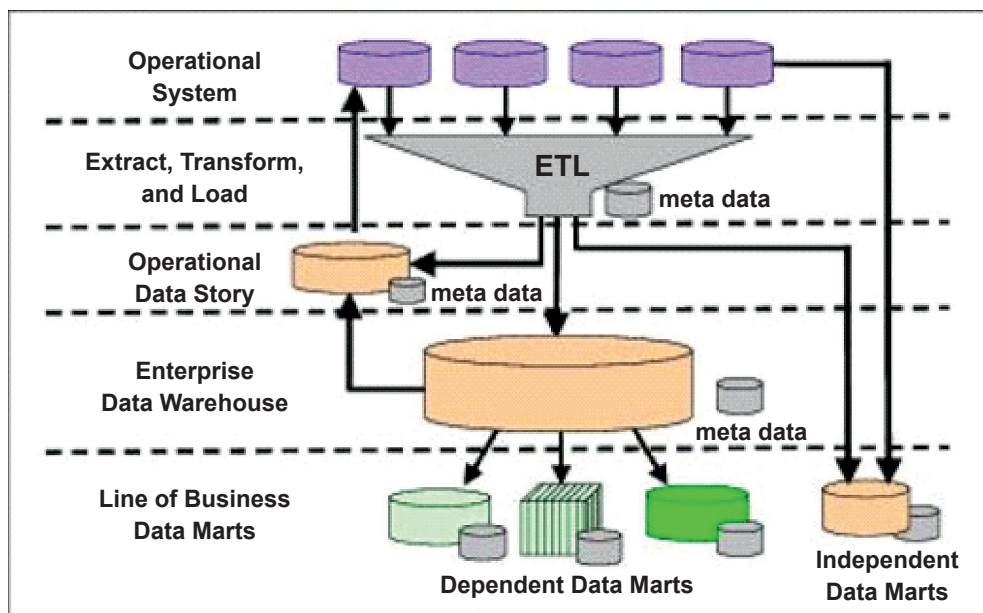 Operational
System
Extract, Transform,
and Load
ETL
meta data
Operational
Data Story
meta data
Enterprise
Data Warehouse
meta data
Line of Business
Data Marts
Dependent Data Marts
Independent
Data Marts